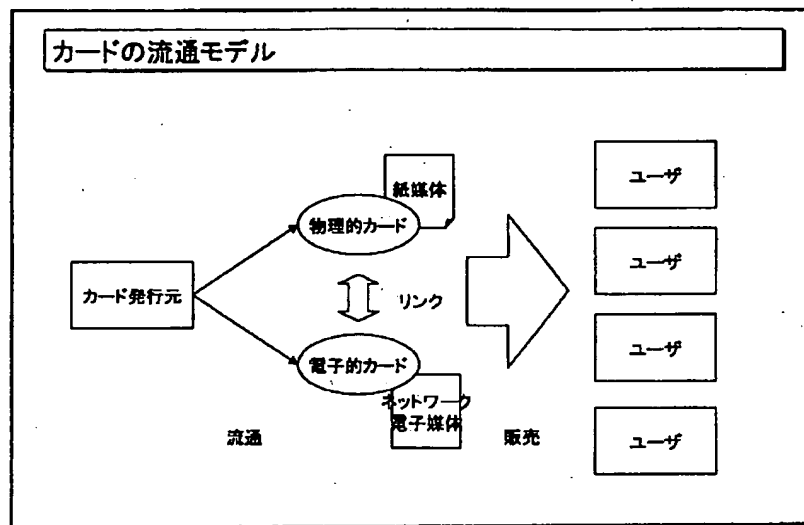 カードの流通モデル
紙媒体
物理的カード
カード発行元
リンク
電子的カード
ネットワーク
電子媒体
流通
販売
ユーザ
ユーザ
ユーザ
ユーザ